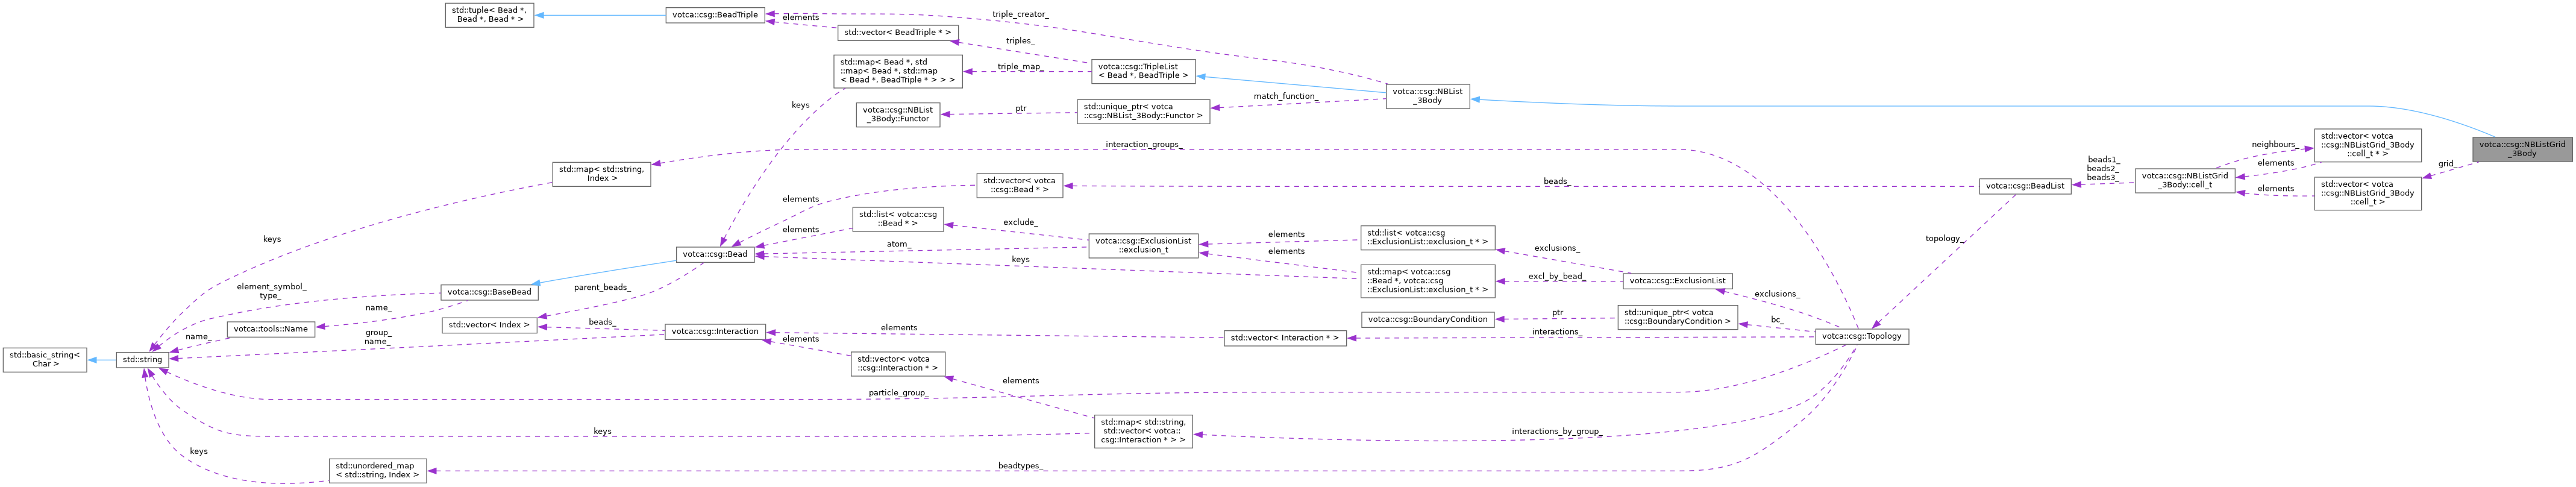 std::tuple< Bead *,
Bead *, Bead * >
votca::csg::BeadTriple
elements
triple_creator_
std::vector< BeadTriple * >
triples_
std::map< Bead *, std
::map< Bead *, std::map
< Bead *, BeadTriple * > > >
triple_map_
votca::csg::TripleList
< Bead *, BeadTriple >
votca::csg::NBList
_3Body
keys
votca::csg::NBList
_3Body::Functor
ptr_
std::unique_ptr< votca
::csg::NBList_3Body::Functor >
match_function_
votca::csg::NBListGrid
_3Body
interaction_groups_
std::map< std::string,
Index >
std::vector< votca
::csg::NBListGrid_3Body
::cell_t * >
neighbours_
elements
grid_
votca::csg::NBListGrid
_3Body::cell_t
elements
std::vector< votca
::csg::NBListGrid_3Body
::cell_t >
beads1_
beads2_
beads3_
votca::csg::BeadList
beads_
std::vector< votca
::csg::Bead * >
elements
std::list< votca::csg
::Bead * >
elements
exclude_
votca::csg::ExclusionList
::exclusion_t
atom_
keys
elements
std::list< votca::csg
::ExclusionList::exclusion_t * >
elements
std::map< votca::csg
::Bead *, votca::csg
::ExclusionList::exclusion_t * >
exclusions_
excl_by_bead_
votca::csg::ExclusionList
exclusions_
topology_
keys
votca::csg::Bead
votca::csg::BaseBead
parent_beads_
element_symbol_
type_
name_
votca::tools::Name
name_
std::vector< Index >
beads_
group_
name_
votca::csg::Interaction
elements
elements
std::vector< Interaction * >
interactions_
votca::csg::BoundaryCondition
ptr
std::unique_ptr< votca
::csg::BoundaryCondition >
bc_
votca::csg::Topology
std::basic_string<
Char >
std::string
std::vector< votca
::csg::Interaction * >
elements
particle_group_
std::map< std::string,
std::vector< votca::
csg::Interaction * > >
interactions_by_group_
keys
keys
std::unordered_map
< std::string, Index >
beadtypes_